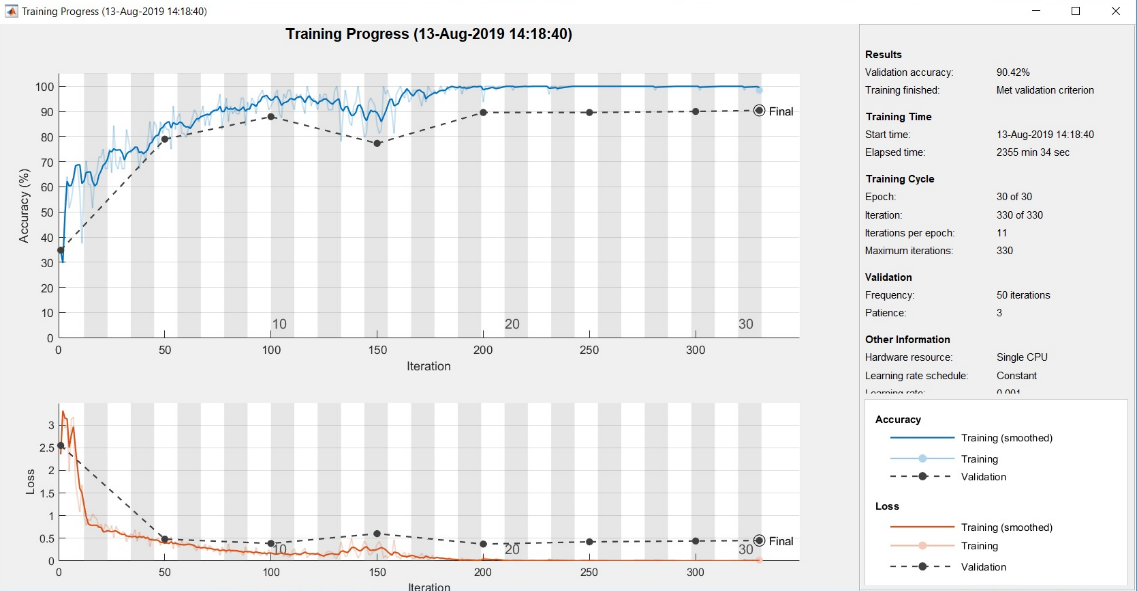 Training Progress (13-Aug-2019 14:18:40)
Training Progress (13-Aug-2019 14:18:40)
100
90
80
70
60
50
40
30
20
10
0
Accuracy (%)
Final
10
20
30
0 50 100 150 200 250 300
Iteration
3
2.5
2
1.5
1
0.5
0
Loss
Final
10
20
30
0 50 100 150 200 250 300
Iteration
Results
Validation accuracy: 90.42%
Training finished: Met validation criterion
Training Time
Start time: 13-Aug-2019 14:18:40
Elapsed time: 2355 min 34 sec
Training Cycle
Epoch: 30 of 30
Iteration: 330 of 330
Iterations per epoch: 11
Maximum iterations: 330
Validation
Frequency: 50 iterations
Patience: 3
Other Information
Hardware resource: Single CPU
Learning rate schedule: Constant
Learning rate: 0.001
Accuracy
Training (smoothed)
Training
Validation
Loss
Training (smoothed)
Training
Validation